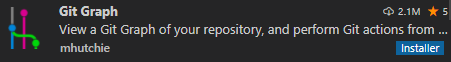 Git Graph 2.1M 5
View a Git Graph of your repository, and perform Git actions from ...
mhutchie Installer